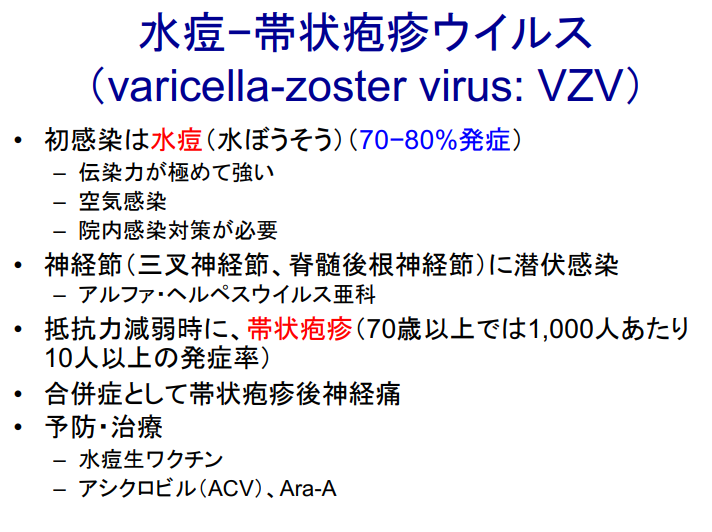 水痘−帯状疱疹ウイルス
（varicella-zoster virus: VZV）
• 初感染は水痘（水ぼうそう）（70−80%発症）
– 伝染力が極めて強い
– 空気感染
– 院内感染対策が必要
• 神経節（三叉神経節、脊髄後根神経節）に潜伏感染
– アルファ・ヘルペスウイルス亜科
• 抵抗力減弱時に、帯状疱疹（70歳以上では1,000人あたり
10人以上の発症率）
• 合併症として帯状疱疹後神経痛
• 予防・治療
– 水痘生ワクチン
– アシクロビル（ACV）、Ara-A